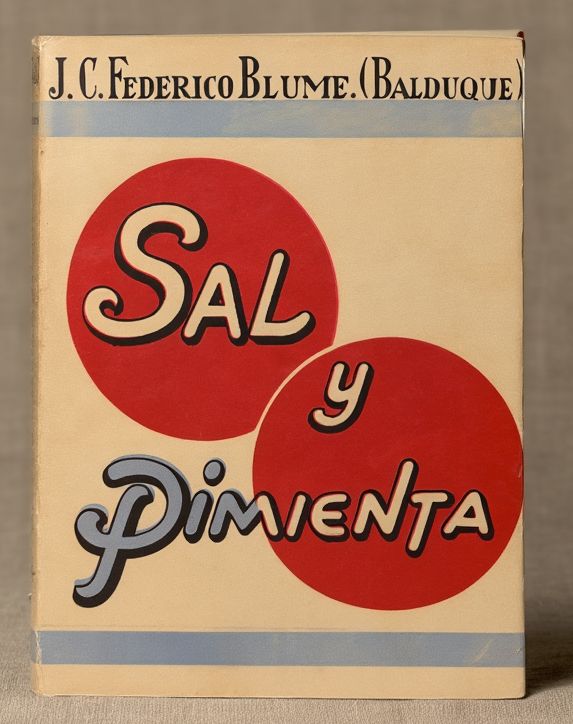 J. C. FEDERICO BLUME. (BALDUQUE)
SAL
y
PIMIENTA